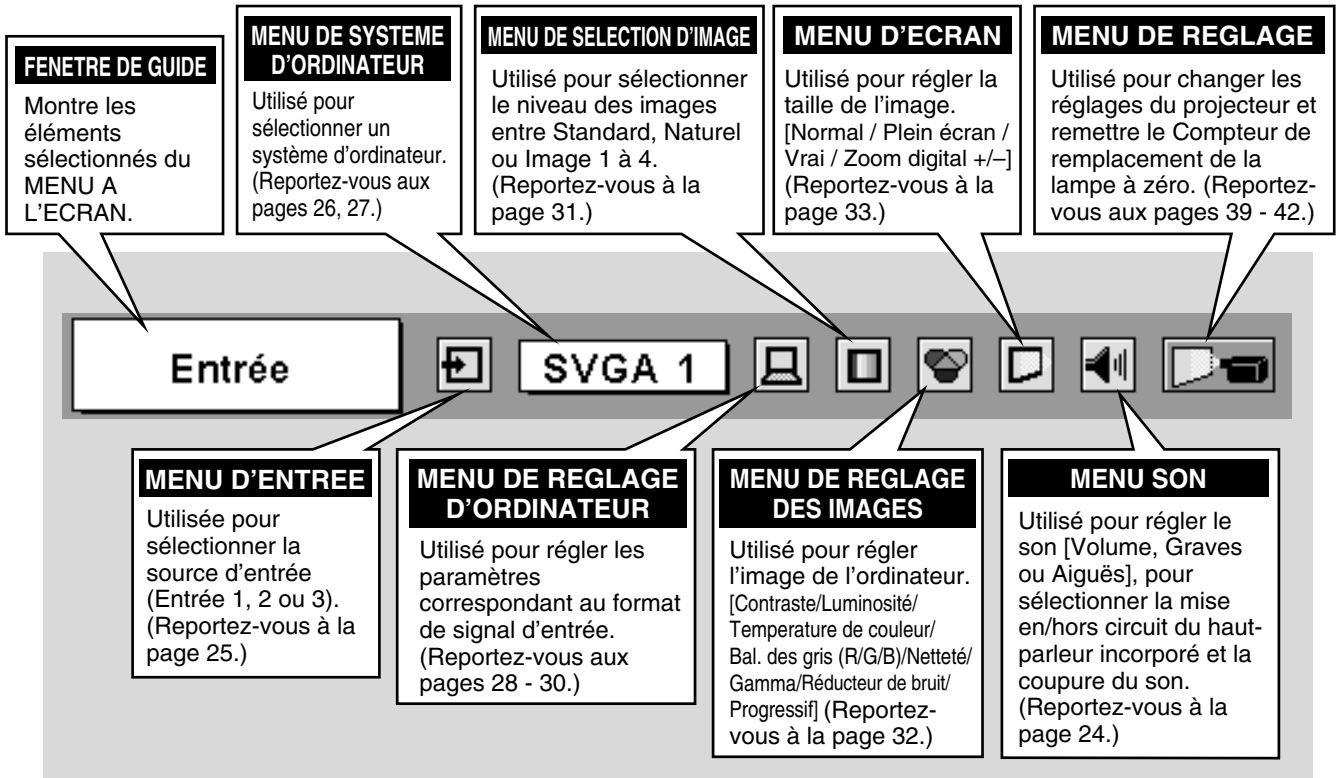 FENETRE DE GUIDE
Montre les
éléments
sélectionnés du
MENU A
L'ECRAN.
MENU DE SYSTEME
D'ORDINATEUR
Utilisé pour
sélectionner un
système d'ordinateur.
(Reportez-vous aux
pages 26, 27.)
MENU DE SELECTION D'IMAGE
Utilisé pour sélectionner
le niveau des images
entre Standard, Naturel
ou Image 1 à 4.
(Reportez-vous à la
page 31.)
MENU D'ECRAN
Utilisé pour régler la
taille de l'image.
[Normal / Plein écran /
Vrai / Zoom digital +/–]
(Reportez-vous à la
page 33.)
MENU DE REGLAGE
Utilisé pour changer les
réglages du projecteur et
remettre le Compteur de
remplacement de la
lampe à zéro. (Reportez-
vous aux pages 39 - 42.)
Entrée
SVGA 1
MENU D'ENTREE
Utilisée pour
sélectionner la
source d'entrée
(Entrée 1, 2 ou 3).
(Reportez-vous à la
page 25.)
MENU DE REGLAGE
D'ORDINATEUR
Utilisé pour régler les
paramètres
correspondant au format
de signal d'entrée.
(Reportez-vous aux
pages 28 - 30.)
MENU DE REGLAGE
DES IMAGES
Utilisé pour régler
l'image de l'ordinateur.
[Contraste/Luminosité/
Temperature de couleur/
Bal. des gris (R/G/B)/Netteté/
Gamma/Réducteur de bruit/
Progressif] (Reportez-
vous à la page 32.)
MENU SON
Utilisé pour régler le
son [Volume, Graves
ou Aiguës], pour
sélectionner la mise
en/hors circuit du haut-
parleur incorporé et la
coupure du son.
(Reportez-vous à la
page 24.)